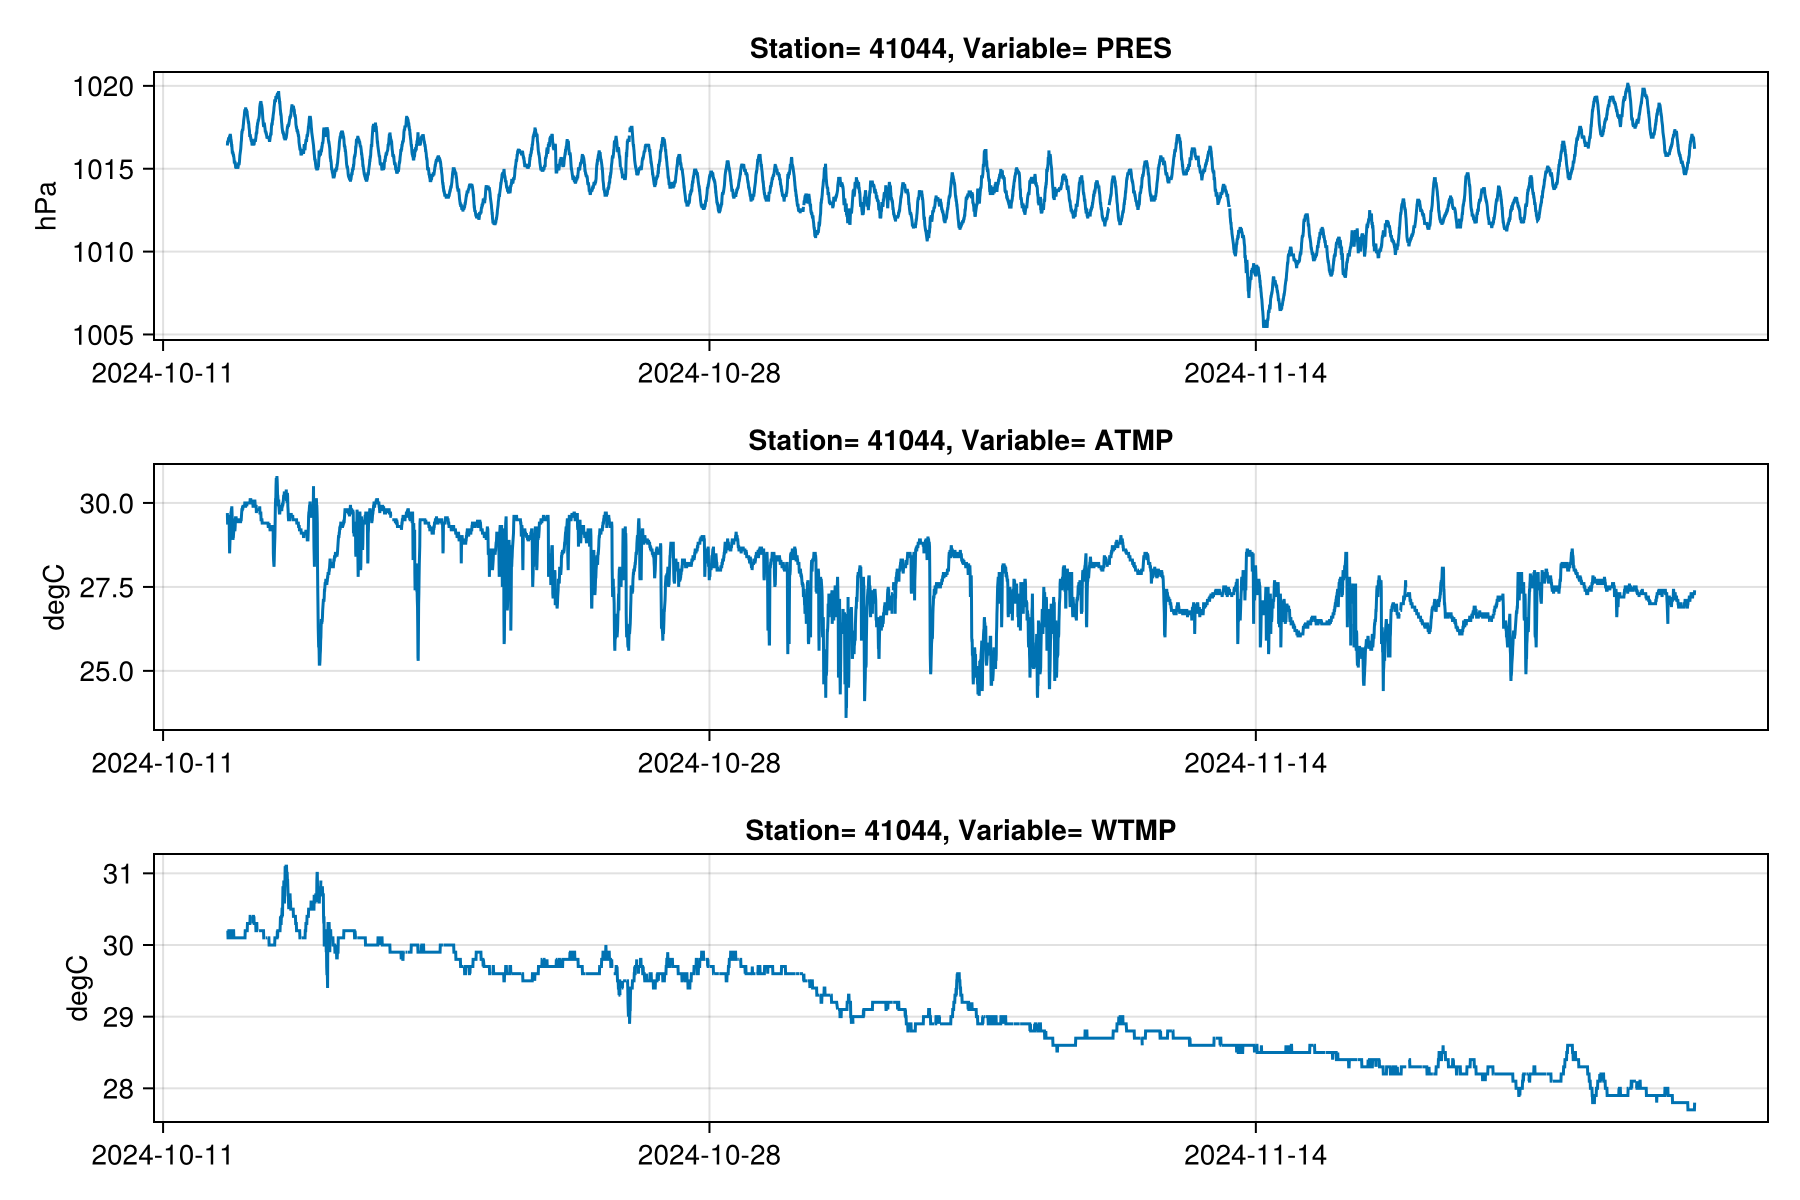 Station= 41044, Variable= PRES
1020
1015
1010
1005
hPa
2024-10-11 2024-10-28 2024-11-14
Station= 41044, Variable= ATMP
30.0
27.5
25.0
degC
2024-10-11 2024-10-28 2024-11-14
Station= 41044, Variable= WTMP
31
30
29
28
degC
2024-10-11 2024-10-28 2024-11-14